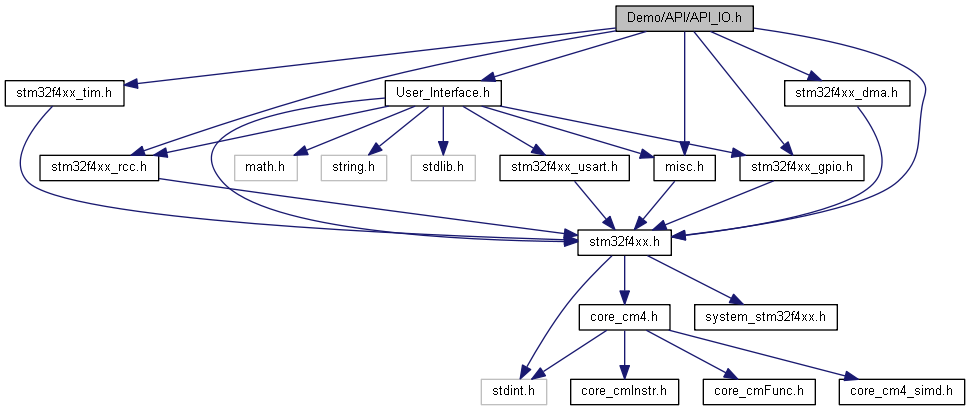 Demo/API/API_IO.h
stm32f4xx_tim.h
User_Interface.h
stm32f4xx_dma.h
stm32f4xx_rcc.h
math.h
string.h
stdlib.h
stm32f4xx_usart.h
misc.h
stm32f4xx_gpio.h
stm32f4xx.h
core_cm4.h
system_stm32f4xx.h
stdint.h
core_cmInstr.h
core_cmFunc.h
core_cm4_simd.h